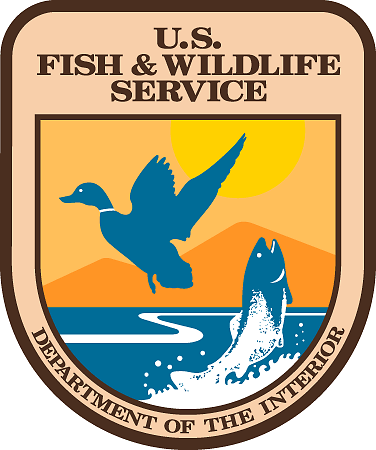 U.S.
FISH & WILDLIFE
SERVICE
DEPARTMENT OF THE INTERIOR